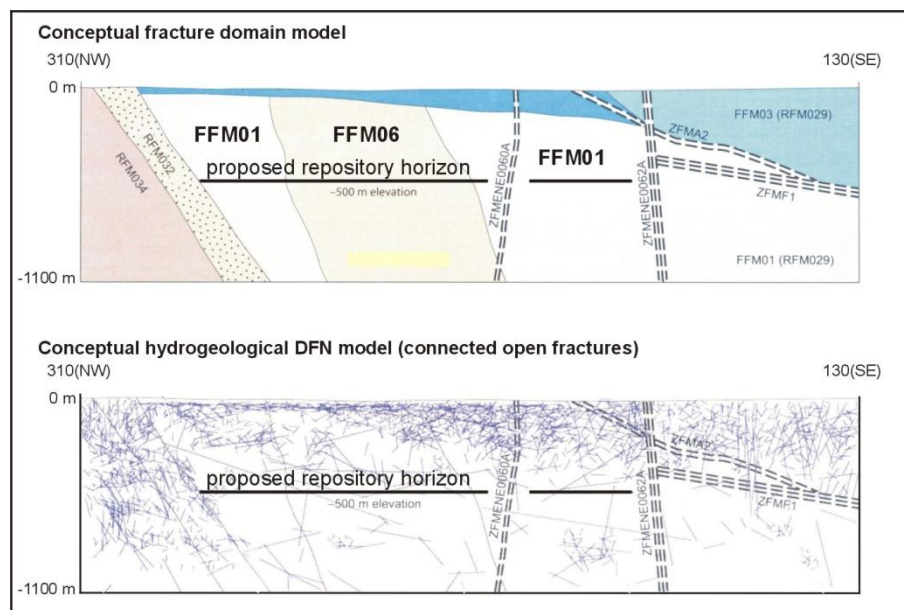 Conceptual fracture domain model
310(NW) 130(SE)
0 m
FFM01 FFM06 FFM03 (RFM029)
ZFMA2
RFM032
RFM034
proposed repository horizon FFM01
–500 m elevation
ZFMENE0060A
ZFMENE0062A
ZFMF1
FFM01 (RFM029)
-1100 m
Conceptual hydrogeological DFN model (connected open fractures)
310(NW) 130(SE)
0 m
ZFMA2
proposed repository horizon
–500 m elevation
ZFMENE0060A
ZFMENE0062A
ZFMF1
-1100 m